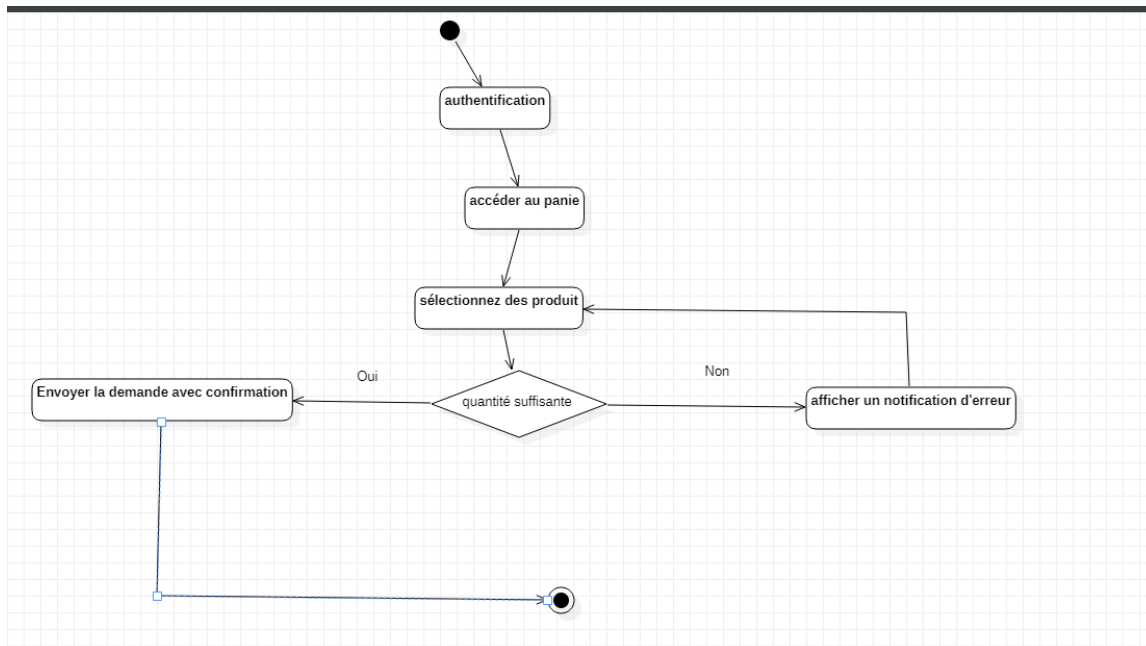 authentification
accéder au panie
sélectionnez des produit
Oui
Non
Envoyer la demande avec confirmation
quantité suffisante
afficher un notification d'erreur